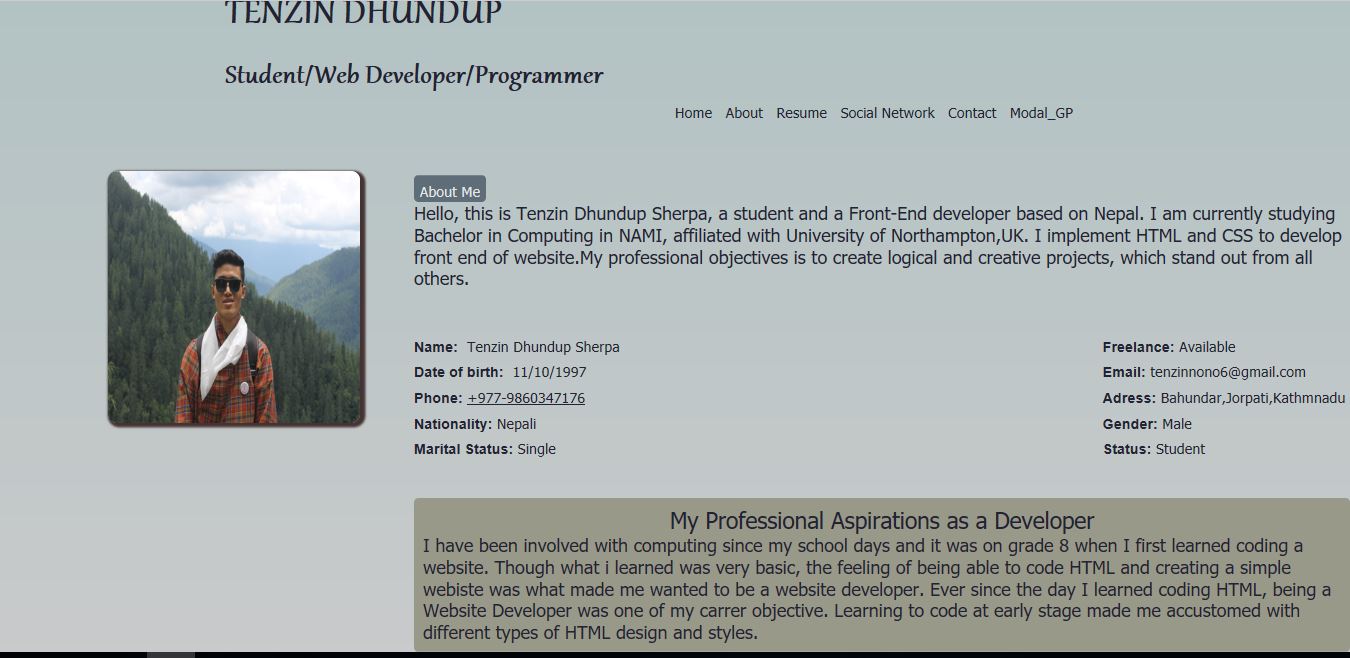 TENZIN DHUNDUP
Student/Web Developer/Programmer
Home About Resume Social Network Contact Modal_GP
About Me
Hello, this is Tenzin Dhundup Sherpa, a student and a Front-End developer based on Nepal. I am currently studying
Bachelor in Computing in NAMI, affiliated with University of Northampton,UK. I implement HTML and CSS to develop
front end of website.My professional objectives is to create logical and creative projects, which stand out from all
others.
Name: Tenzin Dhundup Sherpa
Date of birth: 11/10/1997
Phone: +977-9860347176
Nationality: Nepali
Marital Status: Single
Freelance: Available
Email: tenzinnono6@gmail.com
Adress: Bahundar,Jorpati,Kathmnadu
Gender: Male
Status: Student
My Professional Aspirations as a Developer
I have been involved with computing since my school days and it was on grade 8 when I first learned coding a
website. Though what i learned was very basic, the feeling of being able to code HTML and creating a simple
webiste was what made me wanted to be a website developer. Ever since the day I learned coding HTML, being a
Website Developer was one of my carrer objective. Learning to code at early stage made me accustomed with
different types of HTML design and styles.